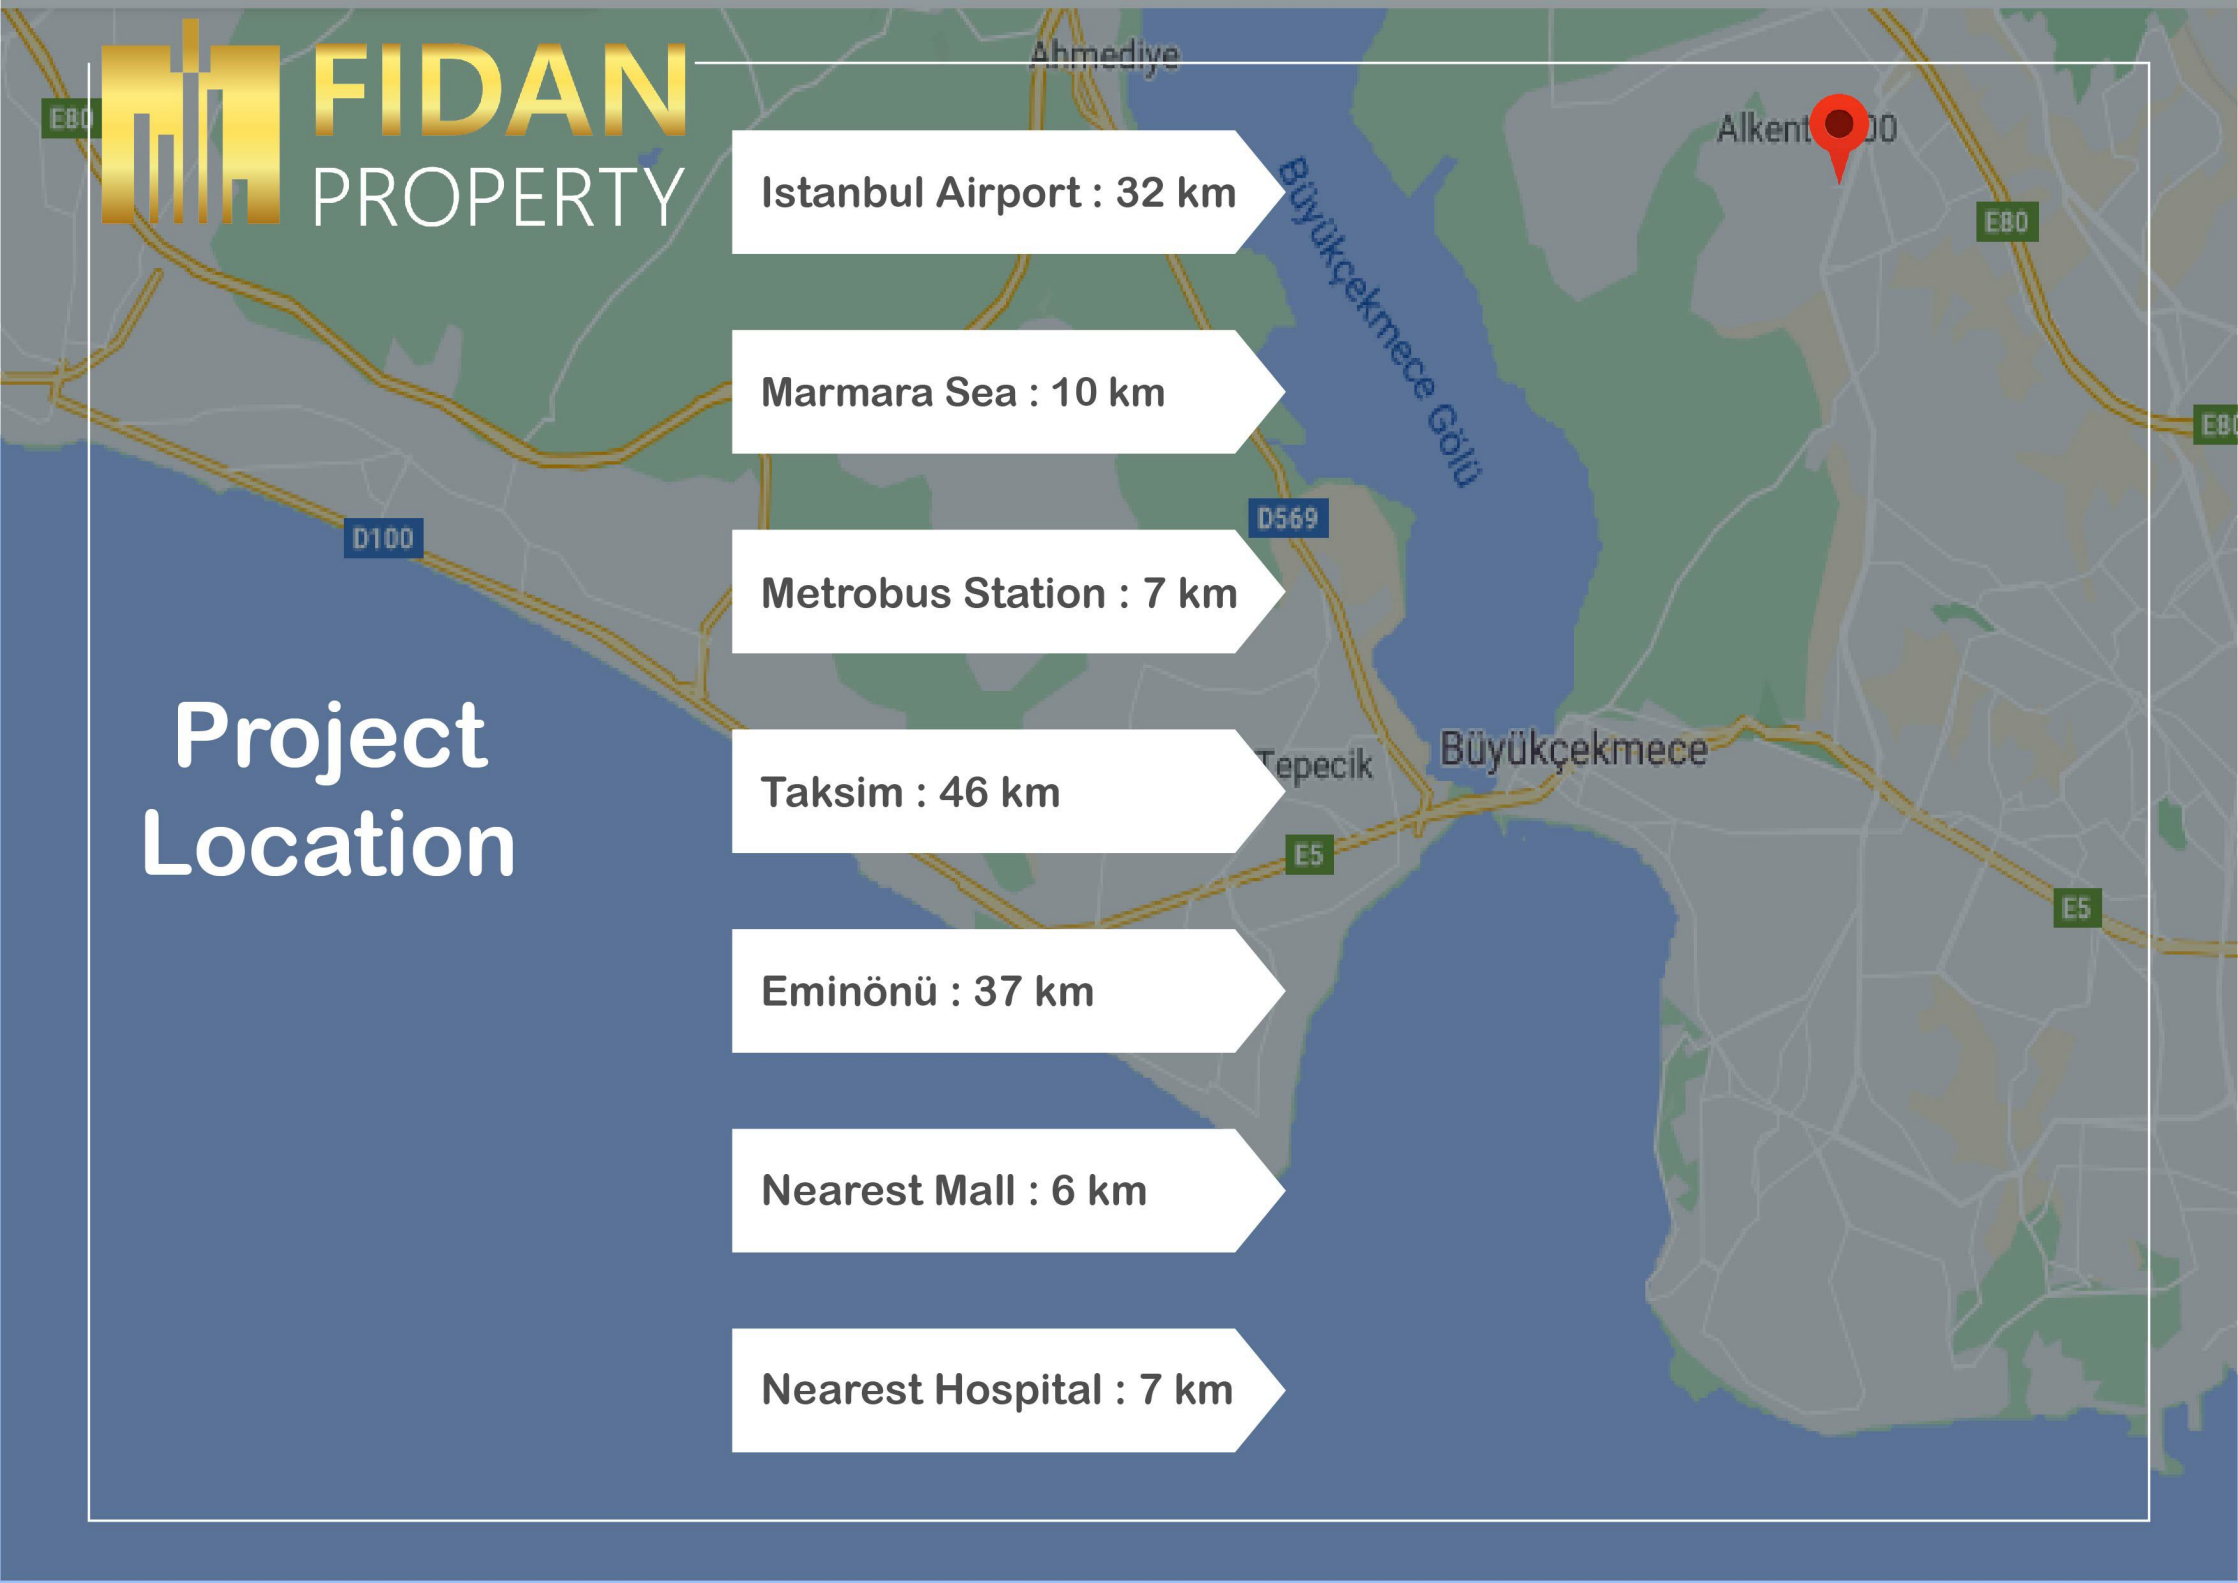 FIDAN
PROPERTY
Ahmediye
E80
Alkent
00
Istanbul Airport : 32 km
Büyükçekmece Gölü
E80
Marmara Sea : 10 km
E80
D100
D569
Metrobus Station : 7 km
Project
Location
Taksim : 46 km
Tepecik
Büyükçekmece
E5
E5
Eminönü : 37 km
Nearest Mall : 6 km
Nearest Hospital : 7 km